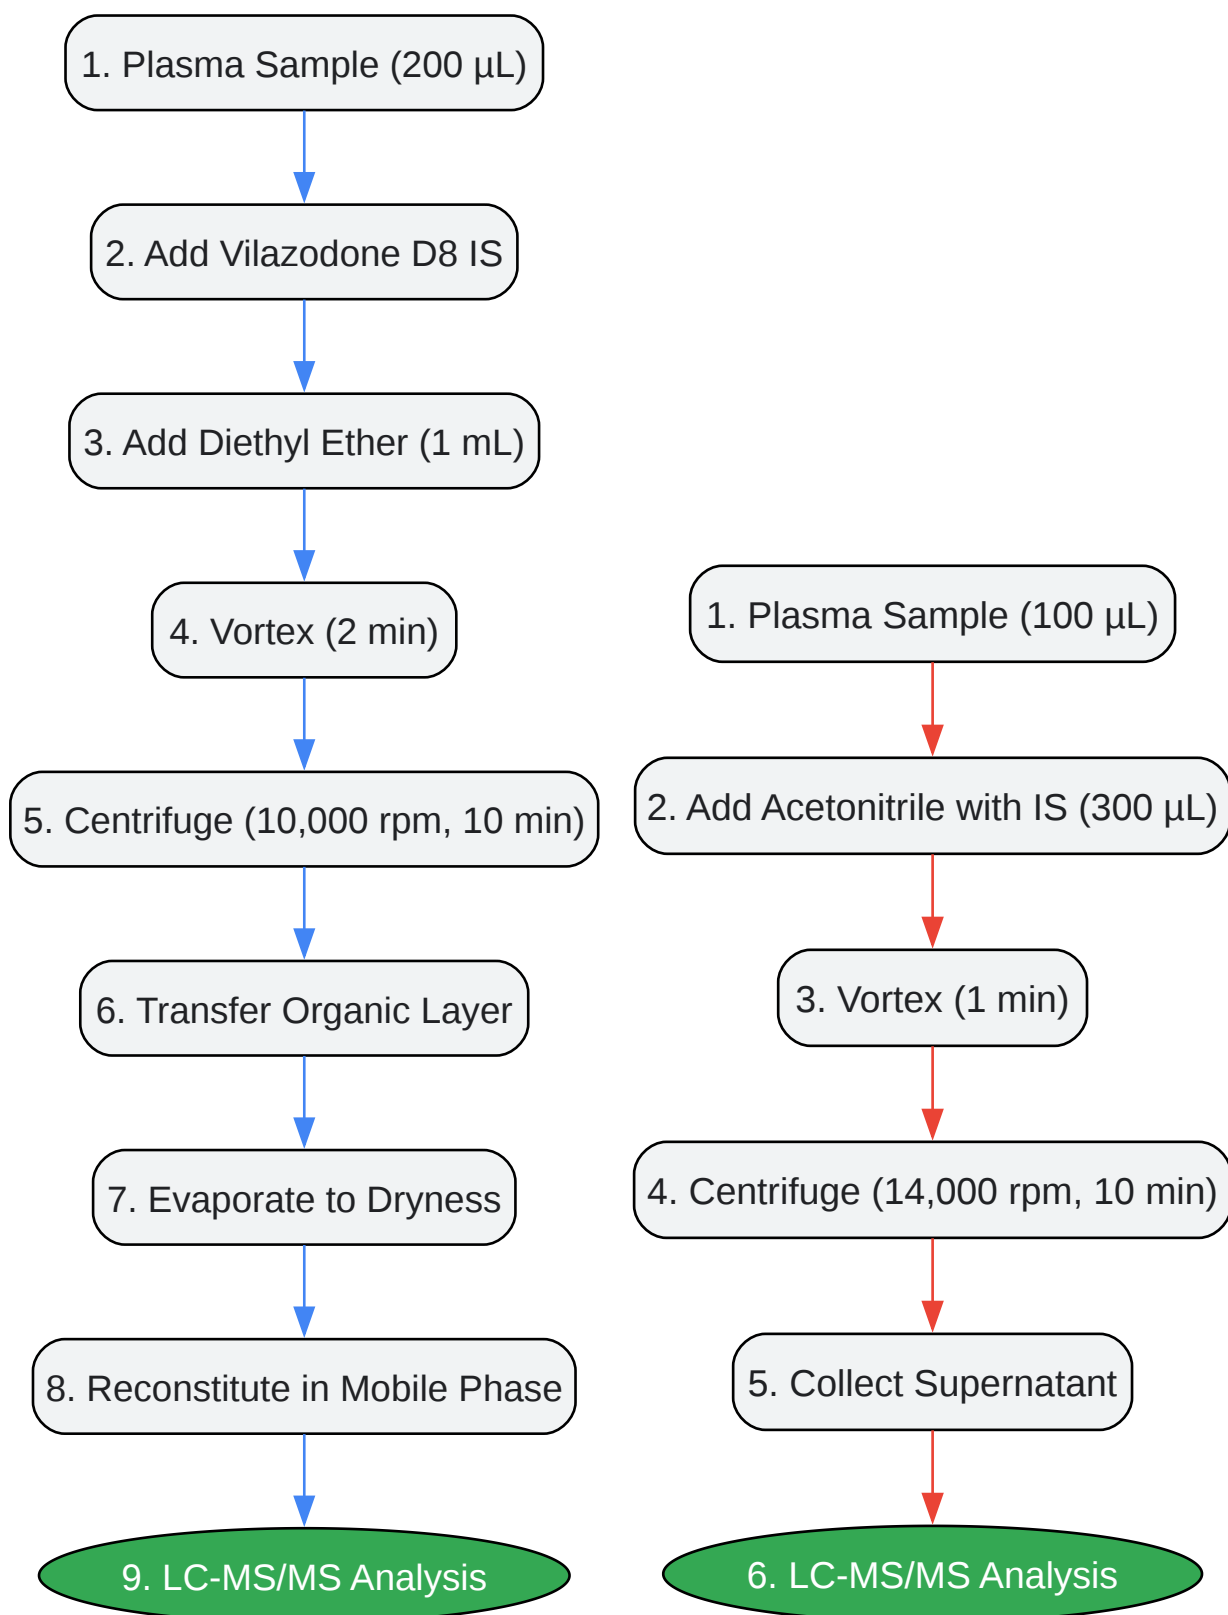 1. Plasma Sample (200 µL)
2. Add Vilazodone D8 IS
3. Add Diethyl Ether (1 mL)
4. Vortex (2 min)
5. Centrifuge (10,000 rpm, 10 min)
6. Transfer Organic Layer
7. Evaporate to Dryness
8. Reconstitute in Mobile Phase
9. LC-MS/MS Analysis
1. Plasma Sample (100 µL)
2. Add Acetonitrile with IS (300 µL)
3. Vortex (1 min)
4. Centrifuge (14,000 rpm, 10 min)
5. Collect Supernatant
6. LC-MS/MS Analysis